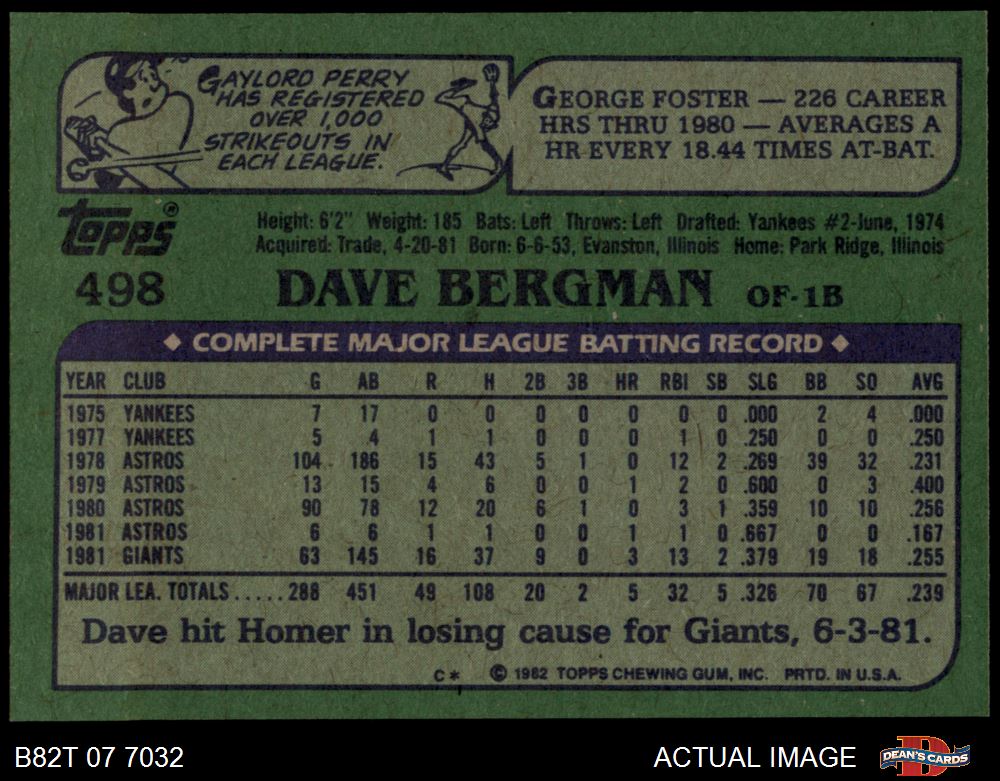 GAYLORD PERRY
HAS REGISTERED
OVER 1,000
STRIKEOUTS IN
EACH LEAGUE.
GEORGE FOSTER — 226 CAREER
HRS THRU 1980 — AVERAGES A
HR EVERY 18.44 TIMES AT-BAT.
TOPPS®
Height: 6'2" Weight: 185 Bats: Left Throws: Left Drafted: Yankees #2-June, 1974
Acquired: Trade, 4-20-81 Born: 6-6-53, Evanston, Illinois Home: Park Ridge, Illinois
498 DAVE BERGMAN OF-1B
◆ COMPLETE MAJOR LEAGUE BATTING RECORD ◆
YEAR CLUB G AB R H 2B 3B HR RBI SB SLG BB SO AVG
1975 YANKEES 7 17 0 0 0 0 0 0 0 .000 2 4 .000
1977 YANKEES 5 4 1 1 0 0 0 1 0 .250 0 0 .250
1978 ASTROS 104 186 15 43 5 1 0 12 2 .269 39 32 .231
1979 ASTROS 13 15 4 6 0 0 1 2 0 .600 0 3 .400
1980 ASTROS 90 78 12 20 6 1 0 3 1 .359 10 10 .256
1981 ASTROS 6 6 1 1 0 0 1 1 0 .667 0 0 .167
1981 GIANTS 63 145 16 37 9 0 3 13 2 .379 19 18 .255
MAJOR LEA. TOTALS ..... 288 451 49 108 20 2 5 32 5 .326 70 67 .239
Dave hit Homer in losing cause for Giants, 6-3-81.
C* © 1982 TOPPS CHEWING GUM, INC. PRTD. IN U.S.A.
B82T 07 7032 ACTUAL IMAGE DEAN'S CARDS